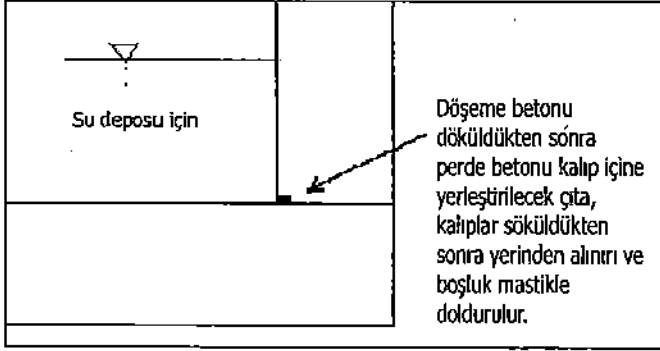 Su deposu için
Döşeme betonu
döküldükten sonra
perde betonu kalıp içine
yerleştirilecek çıta,
kalıplar söküldükten
sonra yerinden alınırı ve
boşluk mastikle
doldurulur.